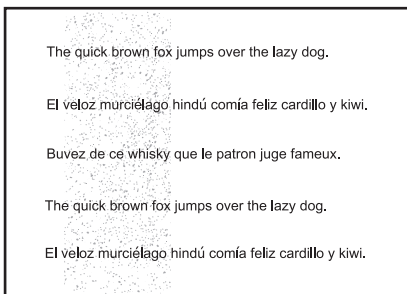 The quick brown fox jumps over the lazy dog.
El veloz murciélago hindú comía feliz cardillo y kiwi.
Buvez de ce whisky que le patron juge fameux.
The quick brown fox jumps over the lazy dog.
El veloz murciélago hindú comía feliz cardillo y kiwi.